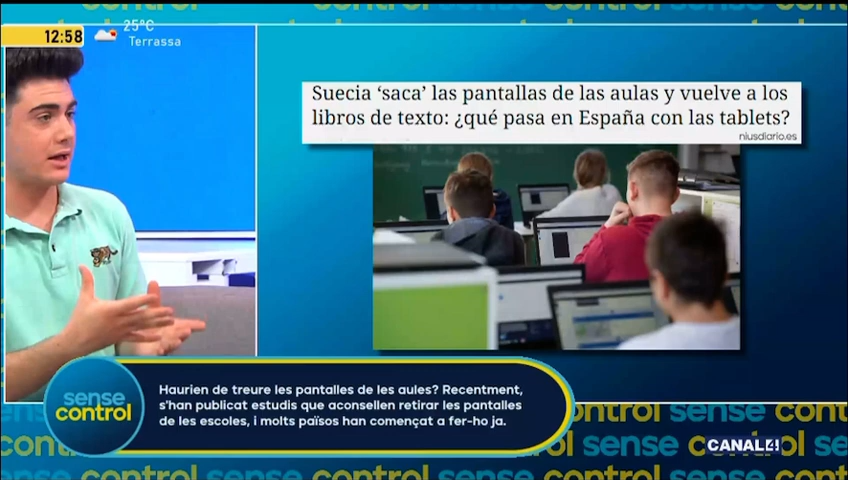 12:58
25°C
Terrassa
Suecia ‘saca’ las pantallas de las aulas y vuelve a los
libros de texto: ¿qué pasa en España con las tablets?
niusdiario.es
sense
control
Haurien de treure les pantalles de les aules? Recentment,
s'han publicat estudis que aconsellen retirar les pantalles
de les escoles, i molts països han començat a fer-ho ja.
CANAL4
sense control